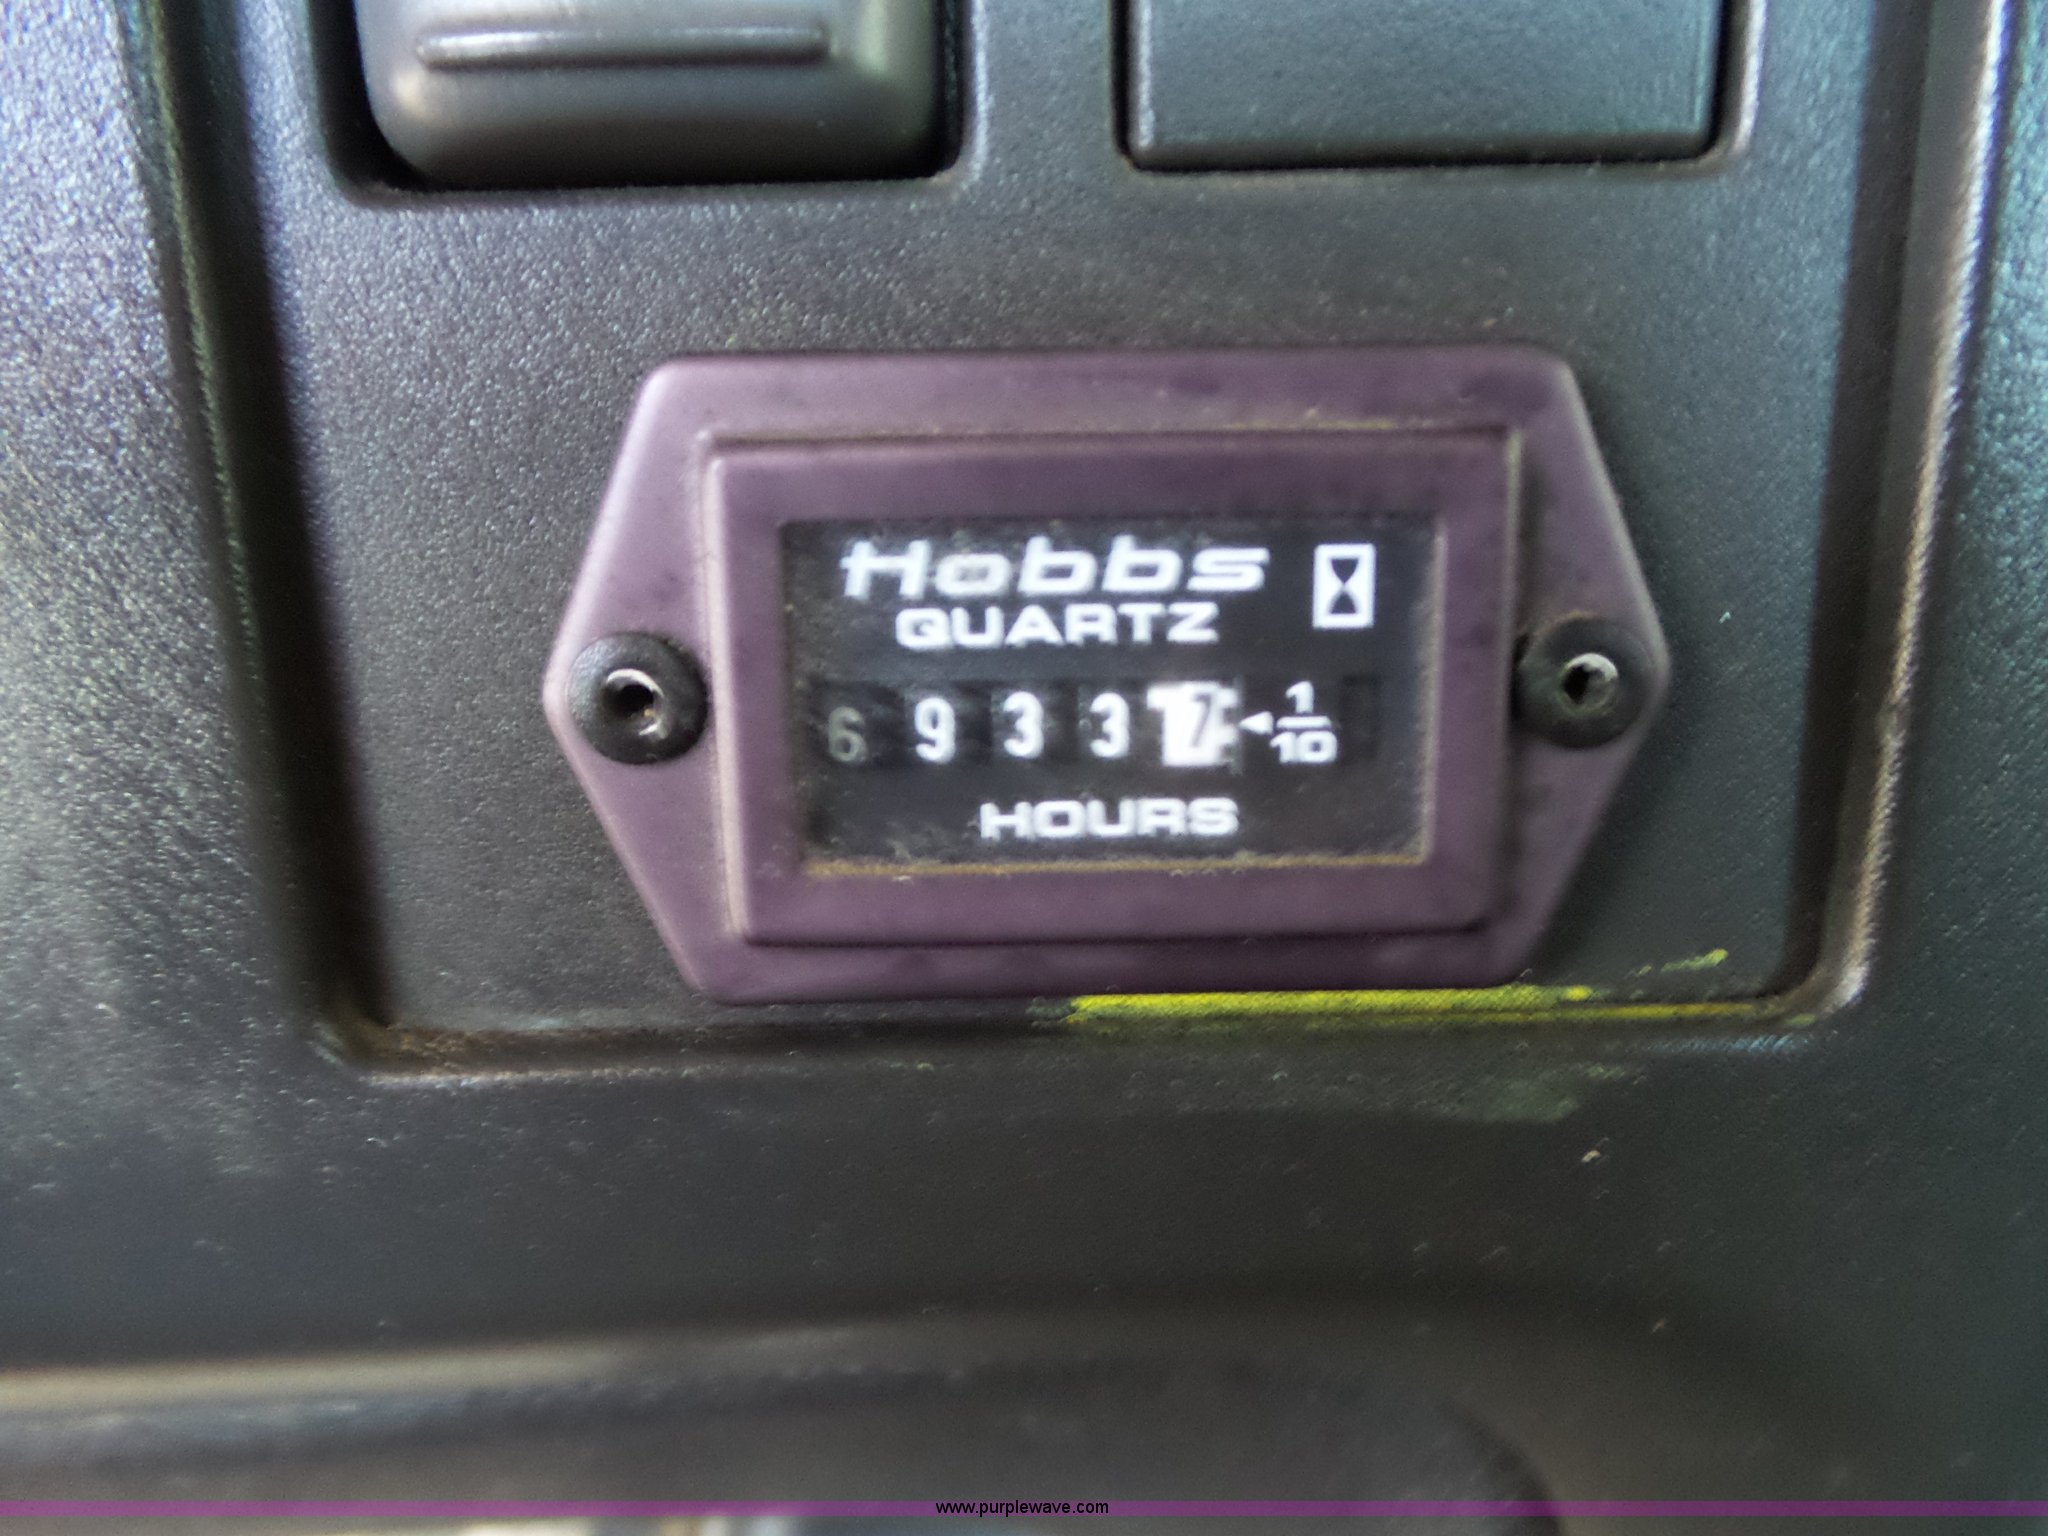 Hobbs
QUARTZ
6 9 3 3 7 1/10
HOURS
www.purplewave.com